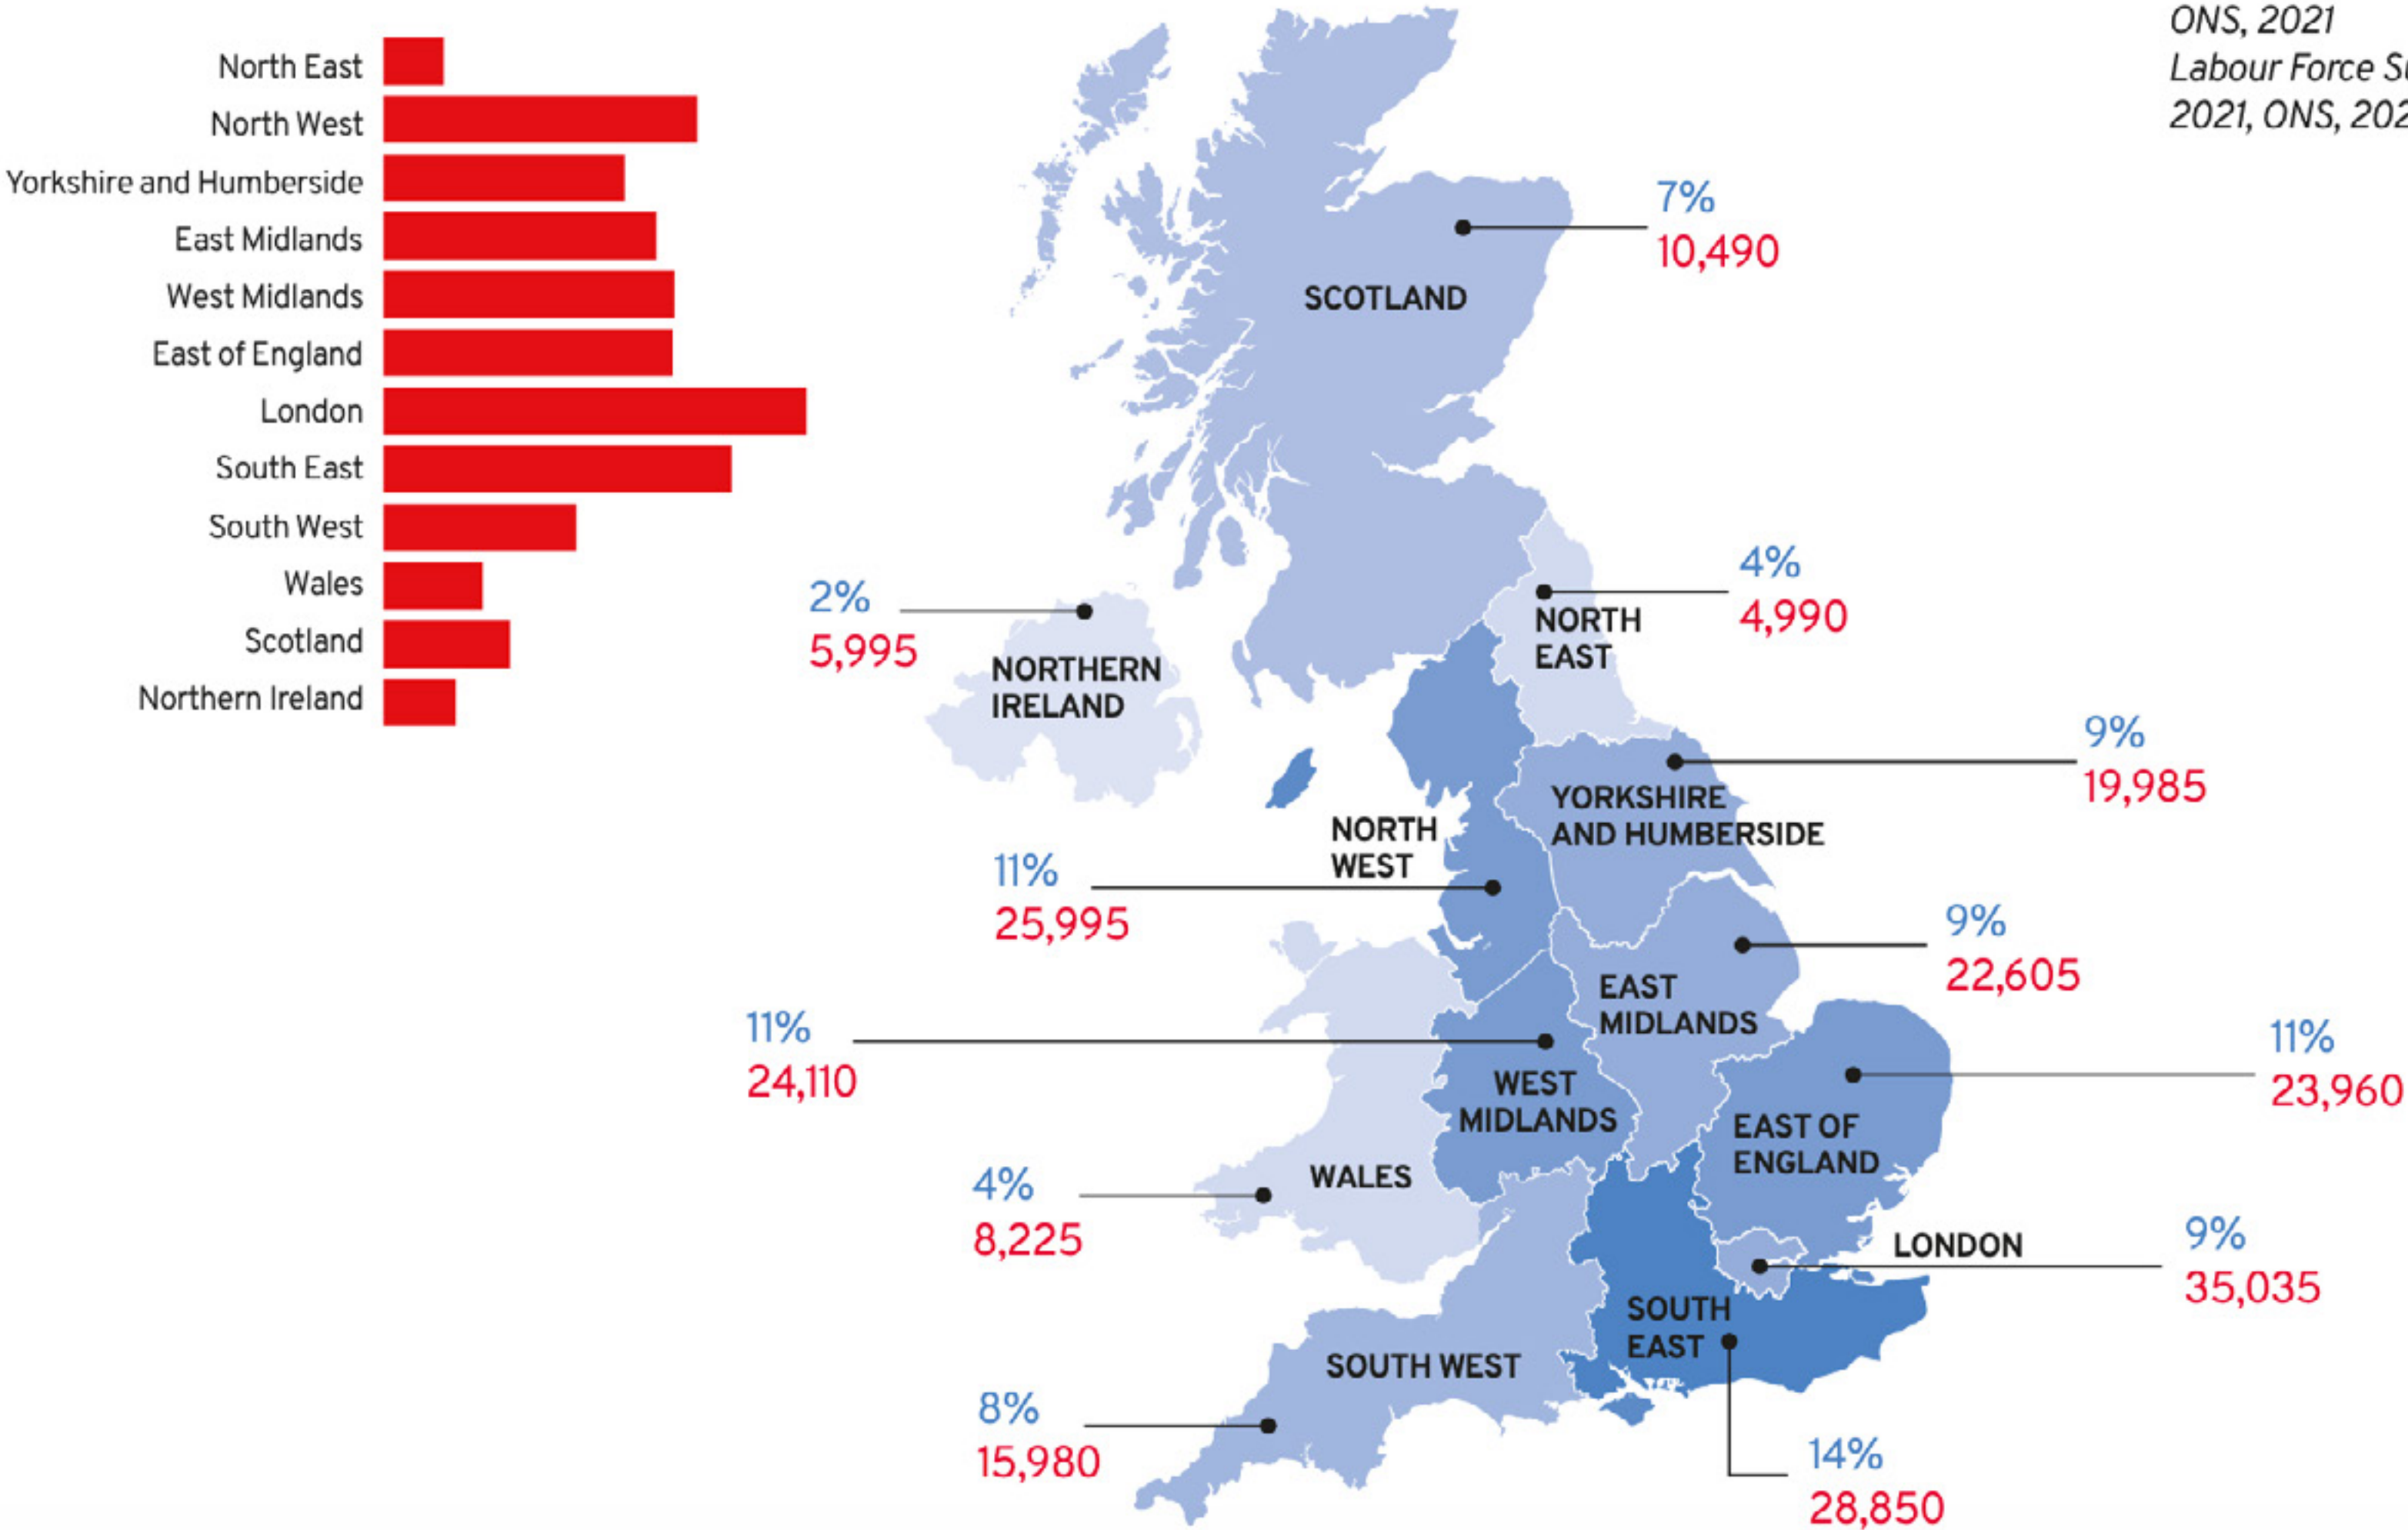 North East
North West
Yorkshire and Humberside
East Midlands
West Midlands
East of England
London
South East
South West
Wales
Scotland
Northern Ireland
ONS, 2021
Labour Force
2021, ONS,
7%
10,490
SCOTLAND
4%
4,990
NORTH
EAST
2%
5,995
NORTHERN
IRELAND
9%
19,985
YORKSHIRE
AND HUMBERSIDE
NORTH
WEST
11%
25,995
9%
22,605
EAST
MIDLANDS
11%
24,110
WEST
MIDLANDS
11%
23,960
EAST OF
ENGLAND
4%
8,225
WALES
LONDON
9%
35,035
SOUTH
EAST
14%
28,850
SOUTH WEST
8%
15,980